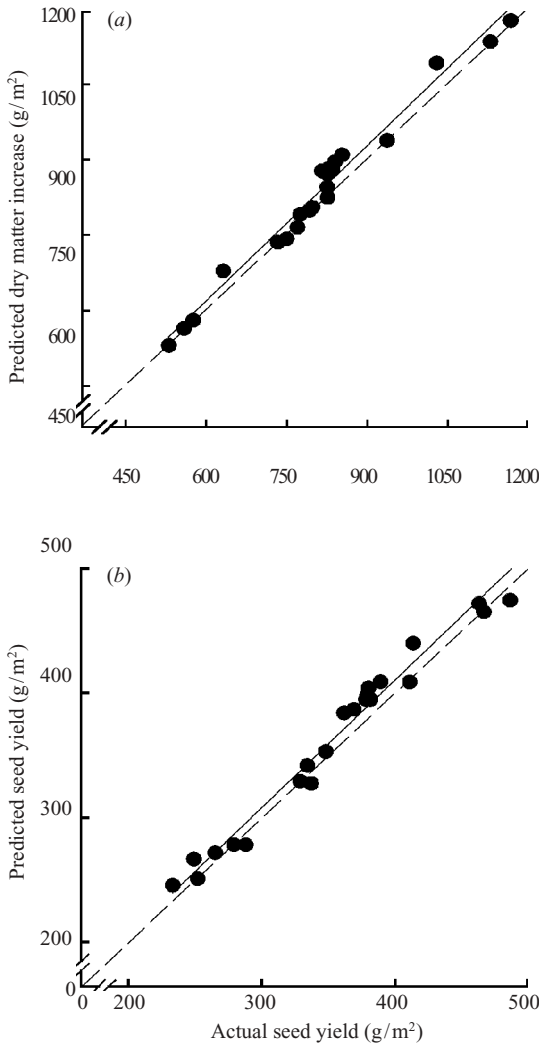 1200
(a)
1050
900
750
600
450
Predicted dry matter increase (g/m²)
450 600 750 900 1050 1200
500
(b)
400
300
200
0
Predicted seed yield (g/m²)
0 200 300 400 500
Actual seed yield (g/m²)